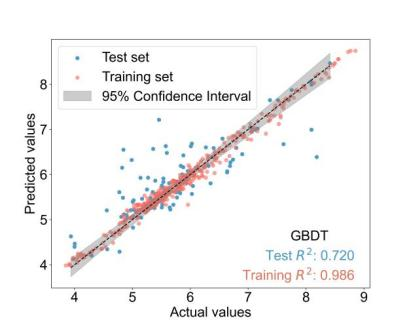 Test set
Training set
95% Confidence Interval
8
7
6
5
4
Predicted values
GBDT
Test R²: 0.720
Training R²: 0.986
4 5 6 7 8 9
Actual values